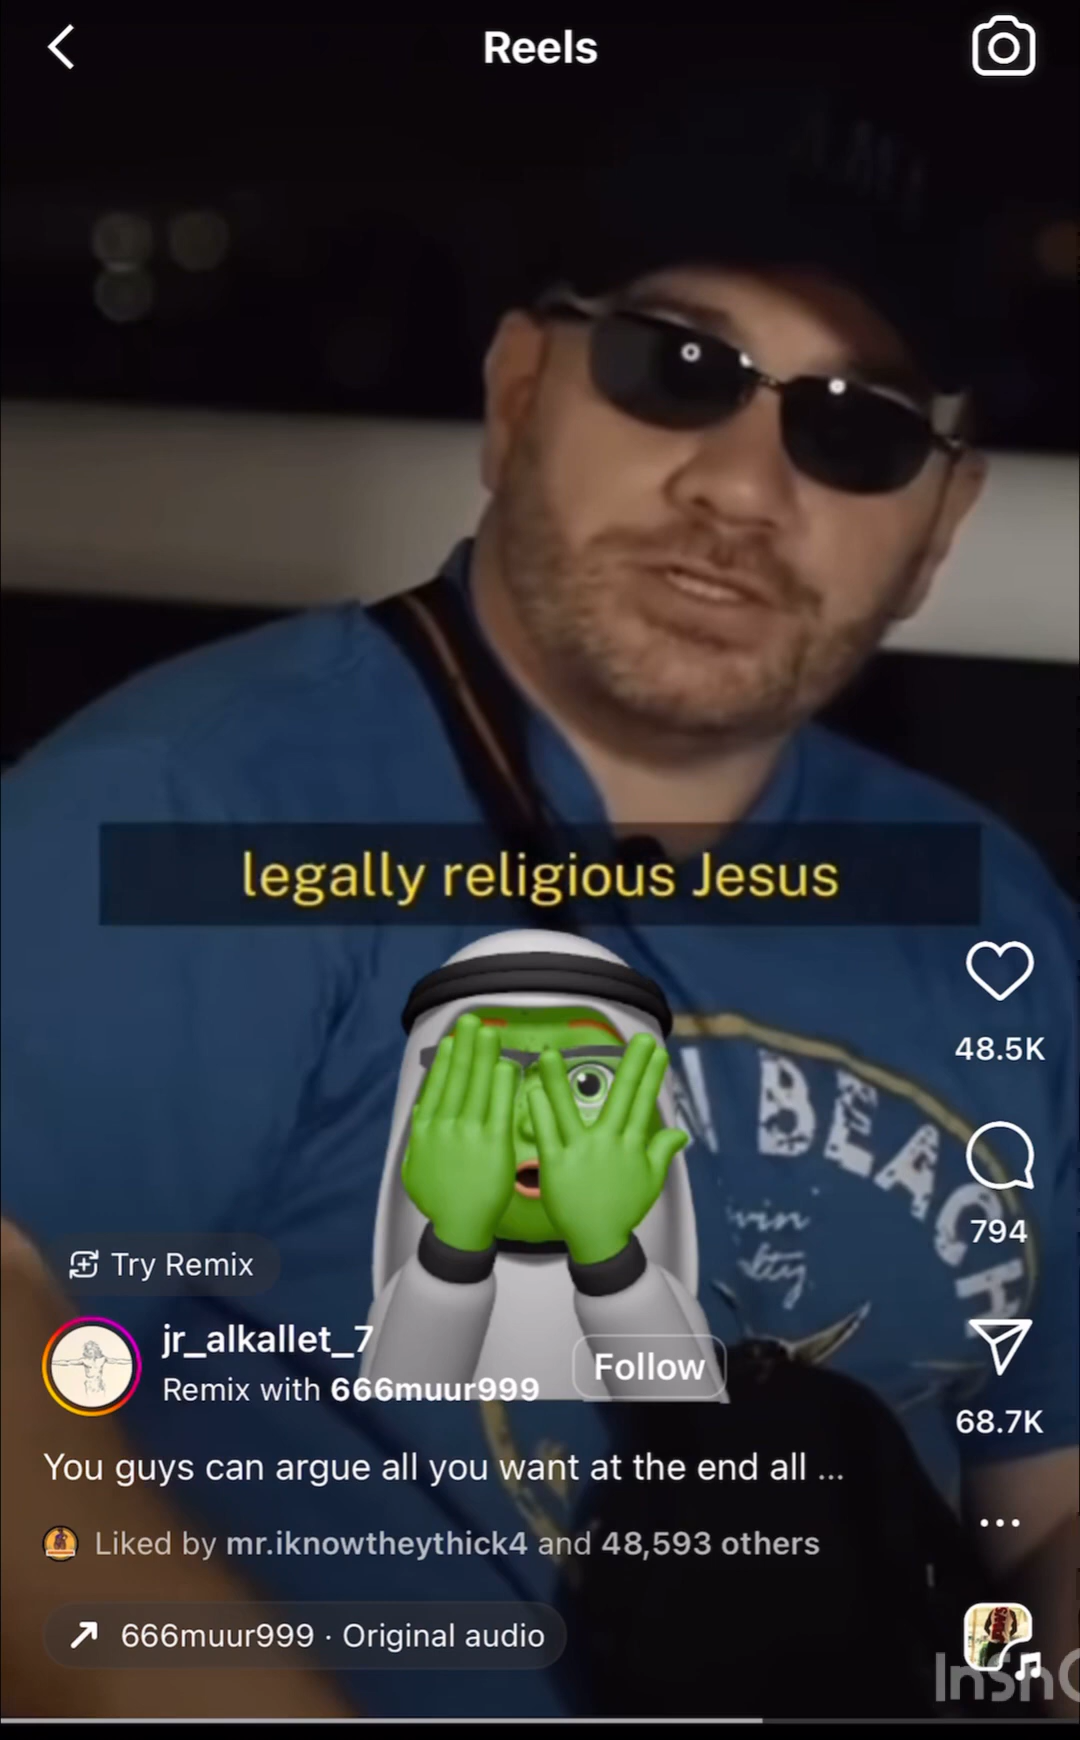 Reels
legally religious Jesus
BEACH
48.5K
794
Try Remix
jr_alkallet_7
Remix with 666muur999
Follow
68.7K
You guys can argue all you want at the end all ...
Liked by mr.iknowtheythick4 and 48,593 others
666muur999 · Original audio